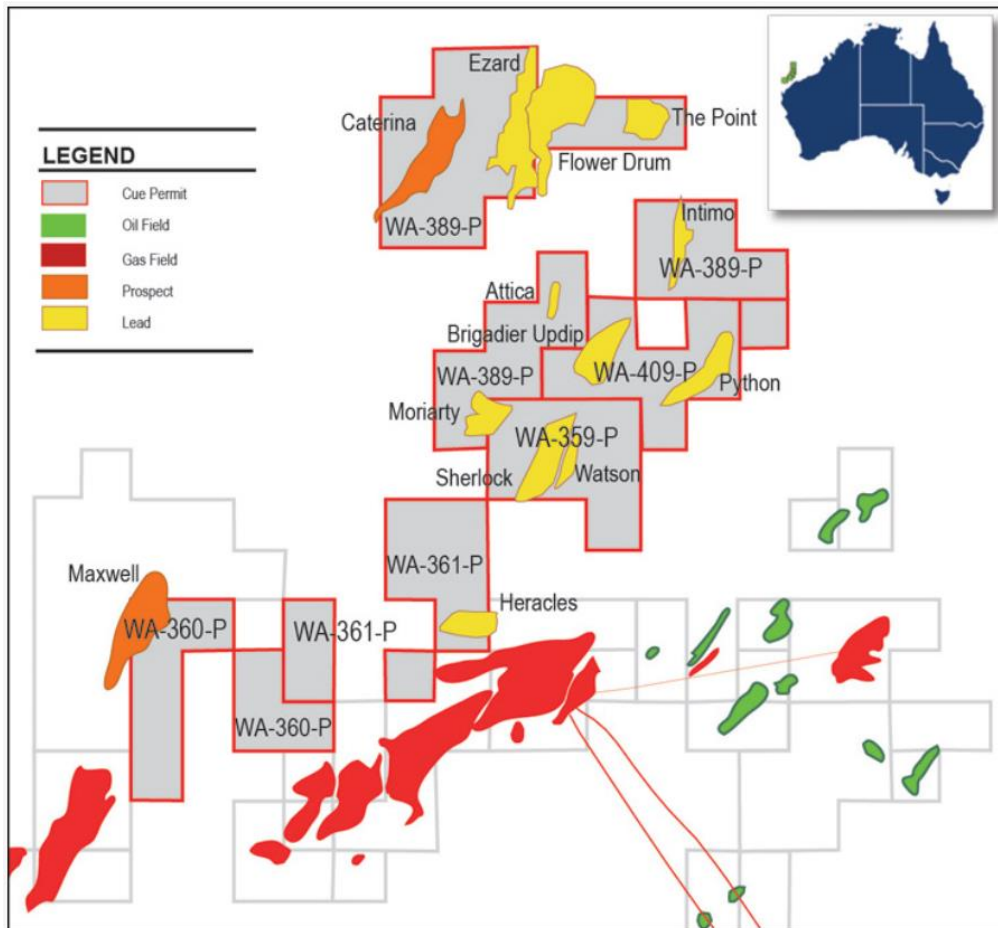 Ezard
Caterina
The Point
Flower Drum
WA-389-P
LEGEND
Cue Permit
Oil Field
Gas Field
Prospect
Lead
Intimo
WA-389-P
Attica
Brigadier Updip
WA-389-P
WA-409-P
Python
Moriarty
WA-359-P
Sherlock
Watson
WA-361-P
Maxwell
Heracles
WA-360-P
WA-361-P
WA-360-P